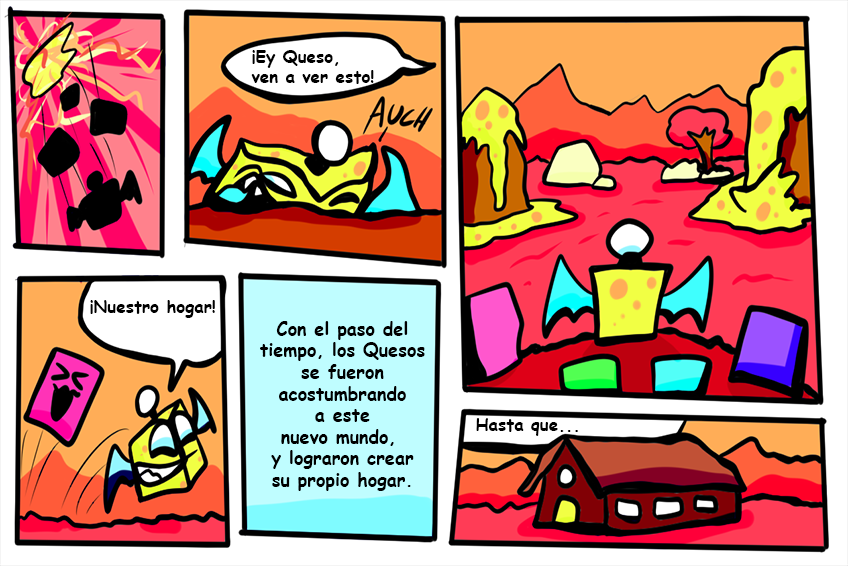 ¡Ey Queso,
ven a ver esto!
AUCH
¡Nuestro hogar!
Con el paso del
tiempo, los Quesos
se fueron
acostumbrando
a este
nuevo mundo,
y lograron crear
su propio hogar.
Hasta que...